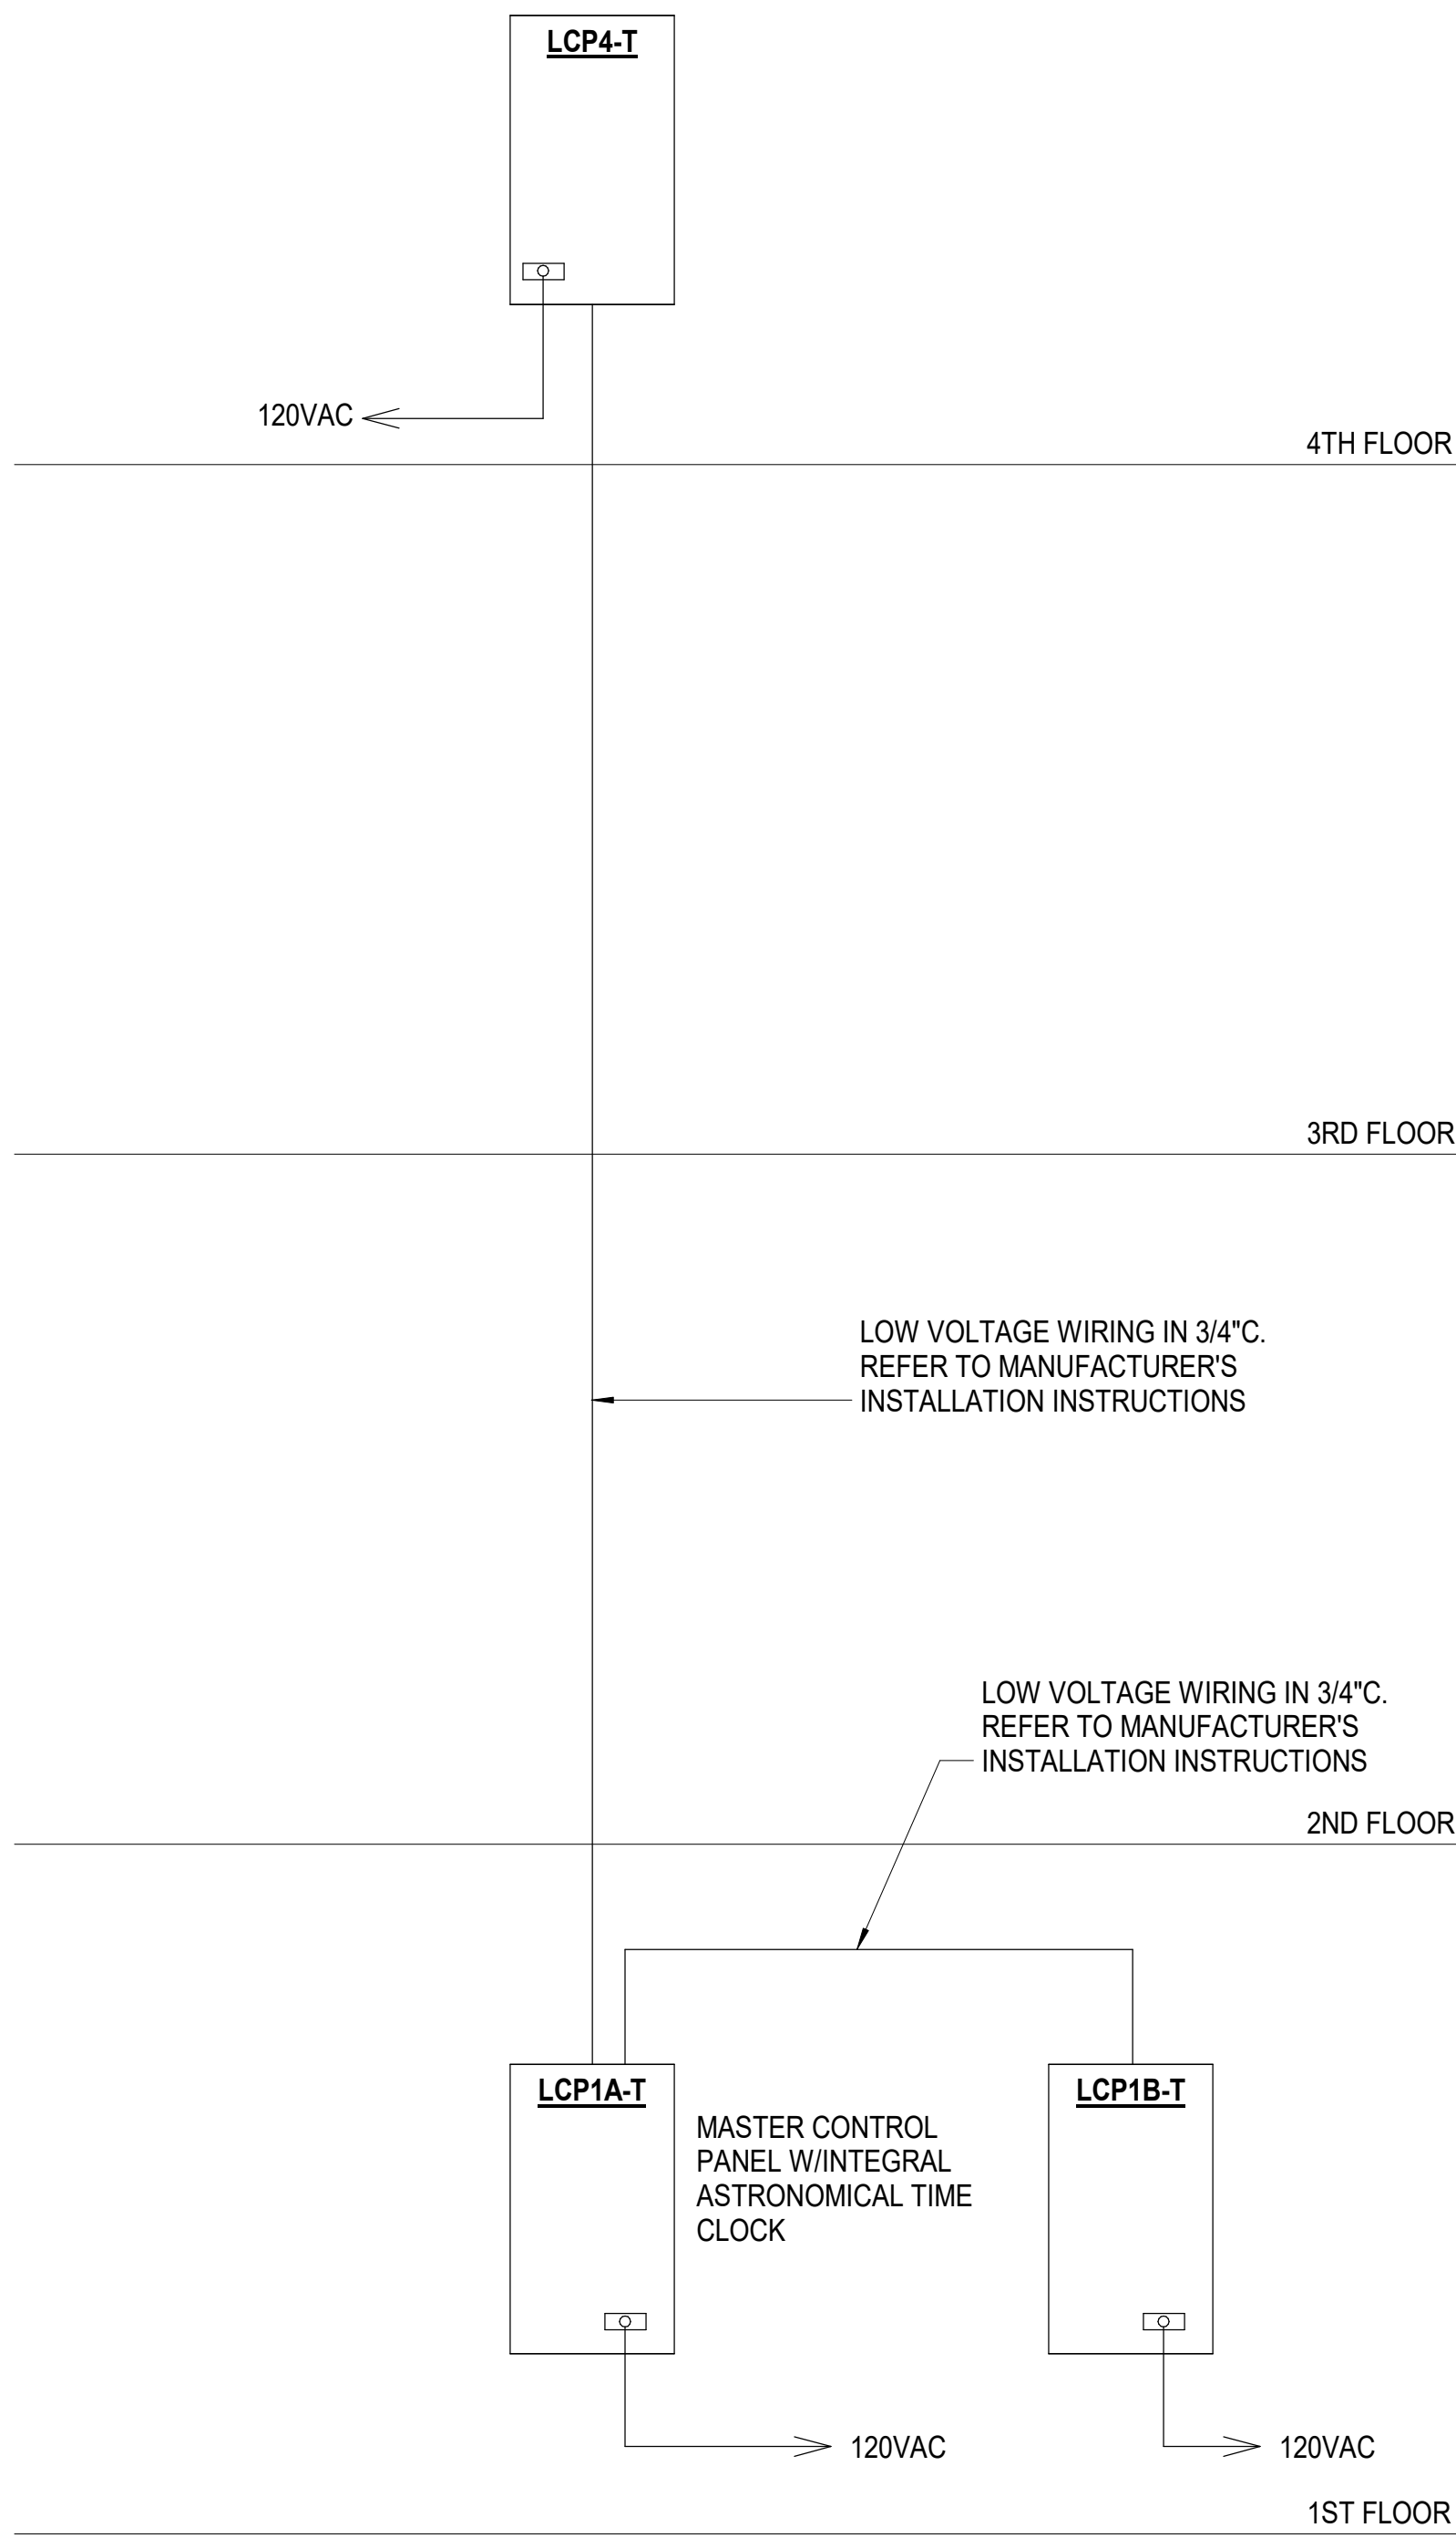 LCP4-T
120VAC
4TH FLOOR
3RD FLOOR
LOW VOLTAGE WIRING IN 3/4"C.
REFER TO MANUFACTURER'S
INSTALLATION INSTRUCTIONS
LOW VOLTAGE WIRING IN 3/4"C.
REFER TO MANUFACTURER'S
INSTALLATION INSTRUCTIONS
2ND FLOOR
LCP1A-T
MASTER CONTROL
PANEL W/INTEGRAL
ASTRONOMICAL TIME
CLOCK
LCP1B-T
120VAC
120VAC
1ST FLOOR